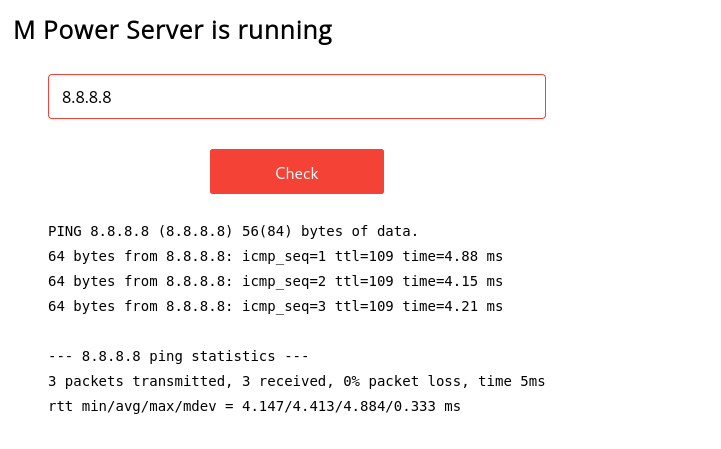 M Power Server is running
8.8.8.8
Check
PING 8.8.8.8 (8.8.8.8) 56(84) bytes of data.
64 bytes from 8.8.8.8: icmp_seq=1 ttl=109 time=4.88 ms
64 bytes from 8.8.8.8: icmp_seq=2 ttl=109 time=4.15 ms
64 bytes from 8.8.8.8: icmp_seq=3 ttl=109 time=4.21 ms
--- 8.8.8.8 ping statistics ---
3 packets transmitted, 3 received, 0% packet loss, time 5ms
rtt min/avg/max/mdev = 4.147/4.413/4.884/0.333 ms